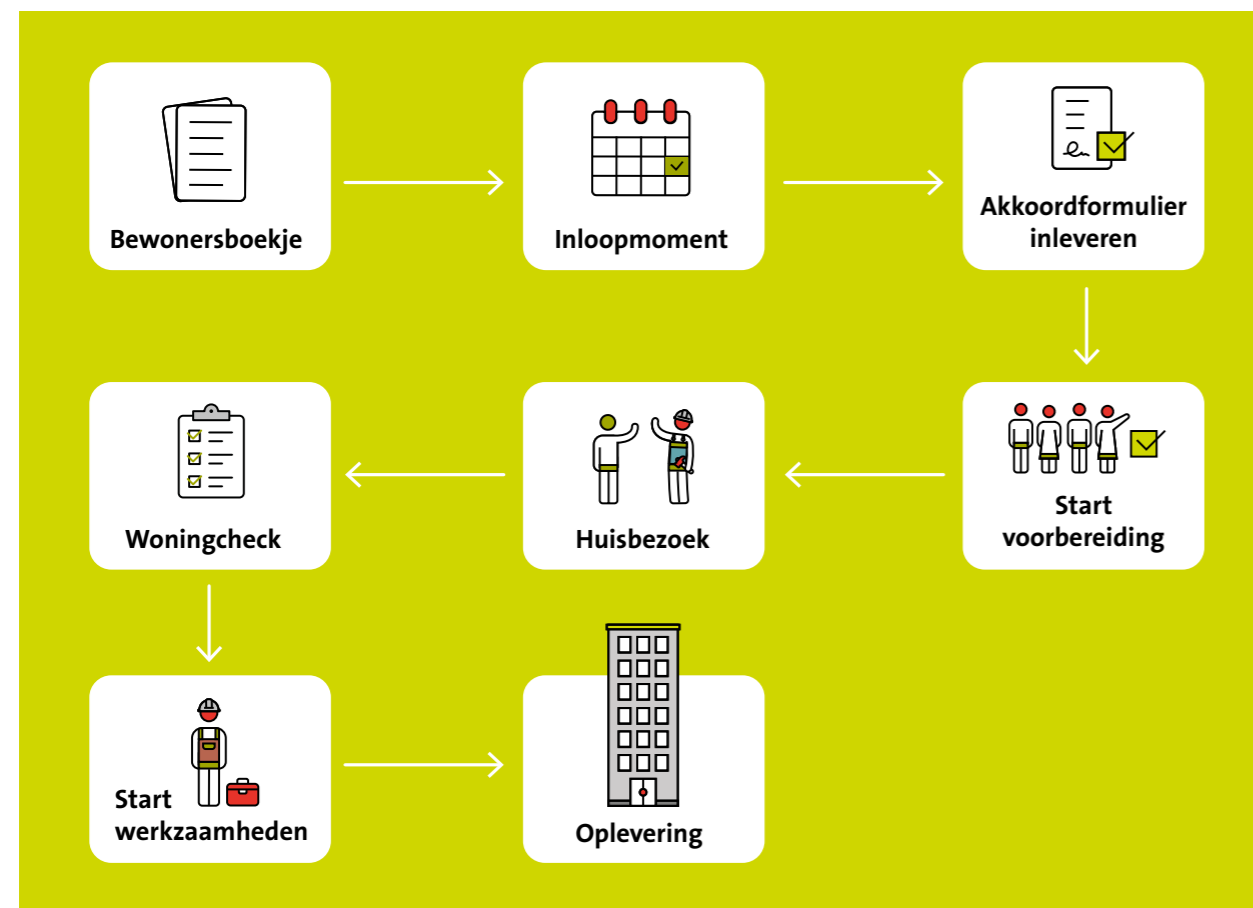 Bewonersboekje
Inloopmoment
Akkoordformulier
inleveren
Start
voorbereiding
Huisbezoek
Woningcheck
Start
werkzaamheden
Oplevering